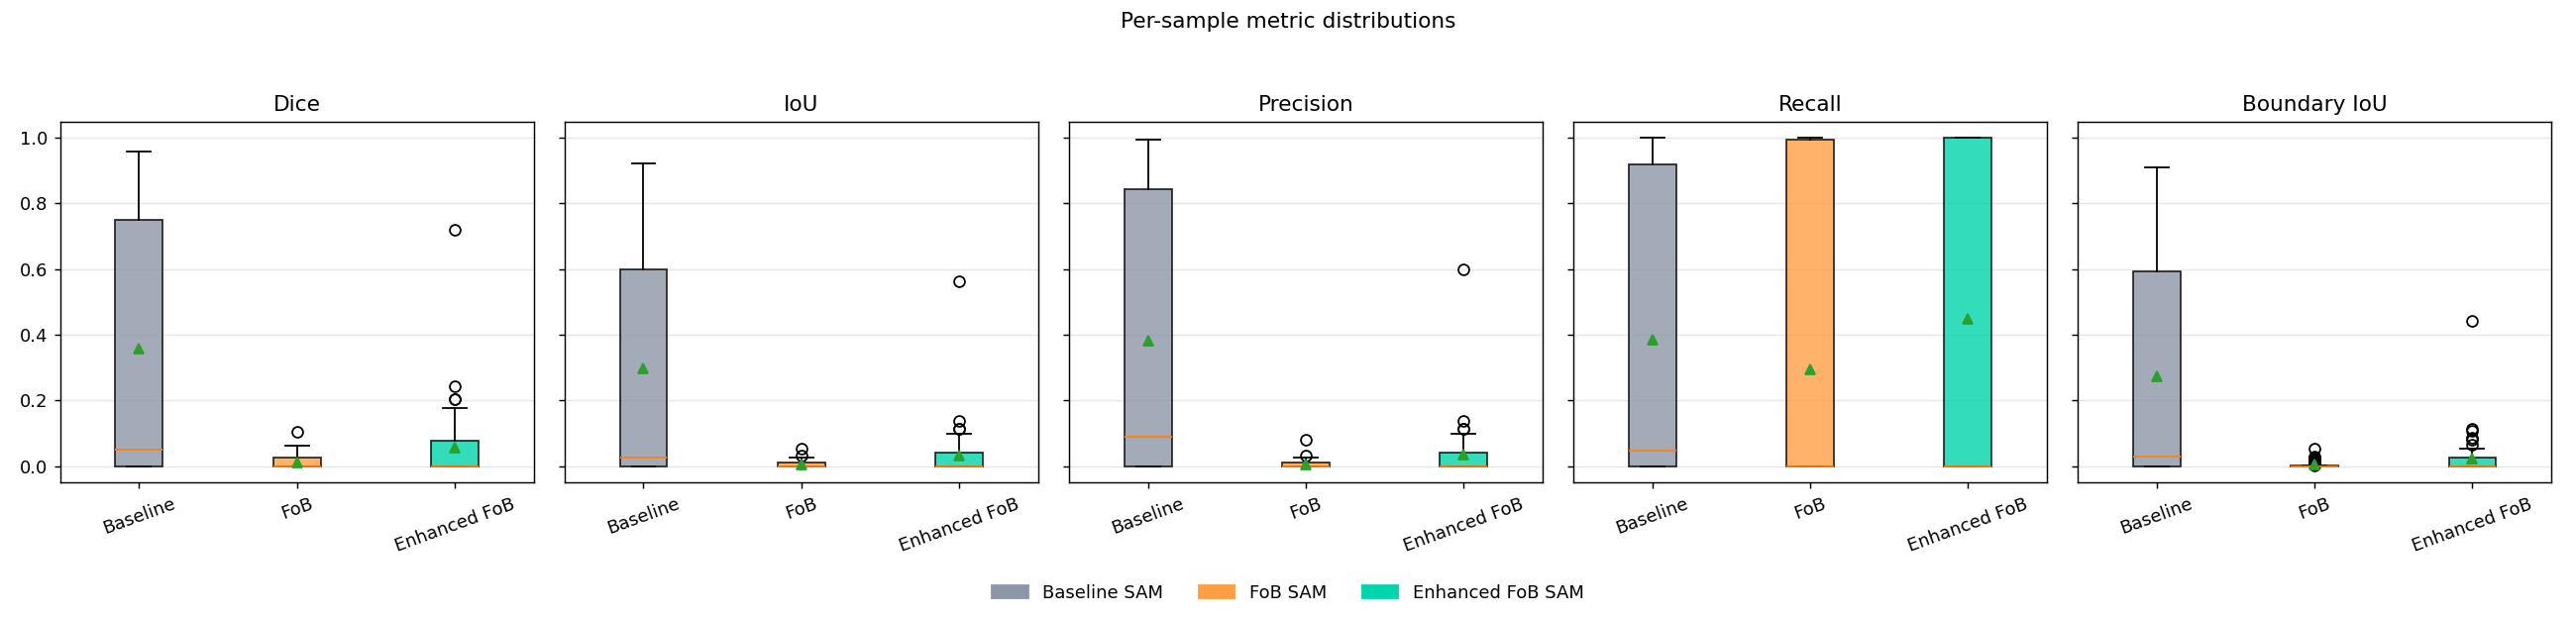 Per-sample metric distributions
Dice
IoU
Precision
Recall
Boundary IoU
1.0
0.8
0.6
0.4
0.2
0.0
Baseline FoB Enhanced FoB
Baseline FoB Enhanced FoB
Baseline FoB Enhanced FoB
Baseline FoB Enhanced FoB
Baseline FoB Enhanced FoB
Baseline SAM FoB SAM Enhanced FoB SAM